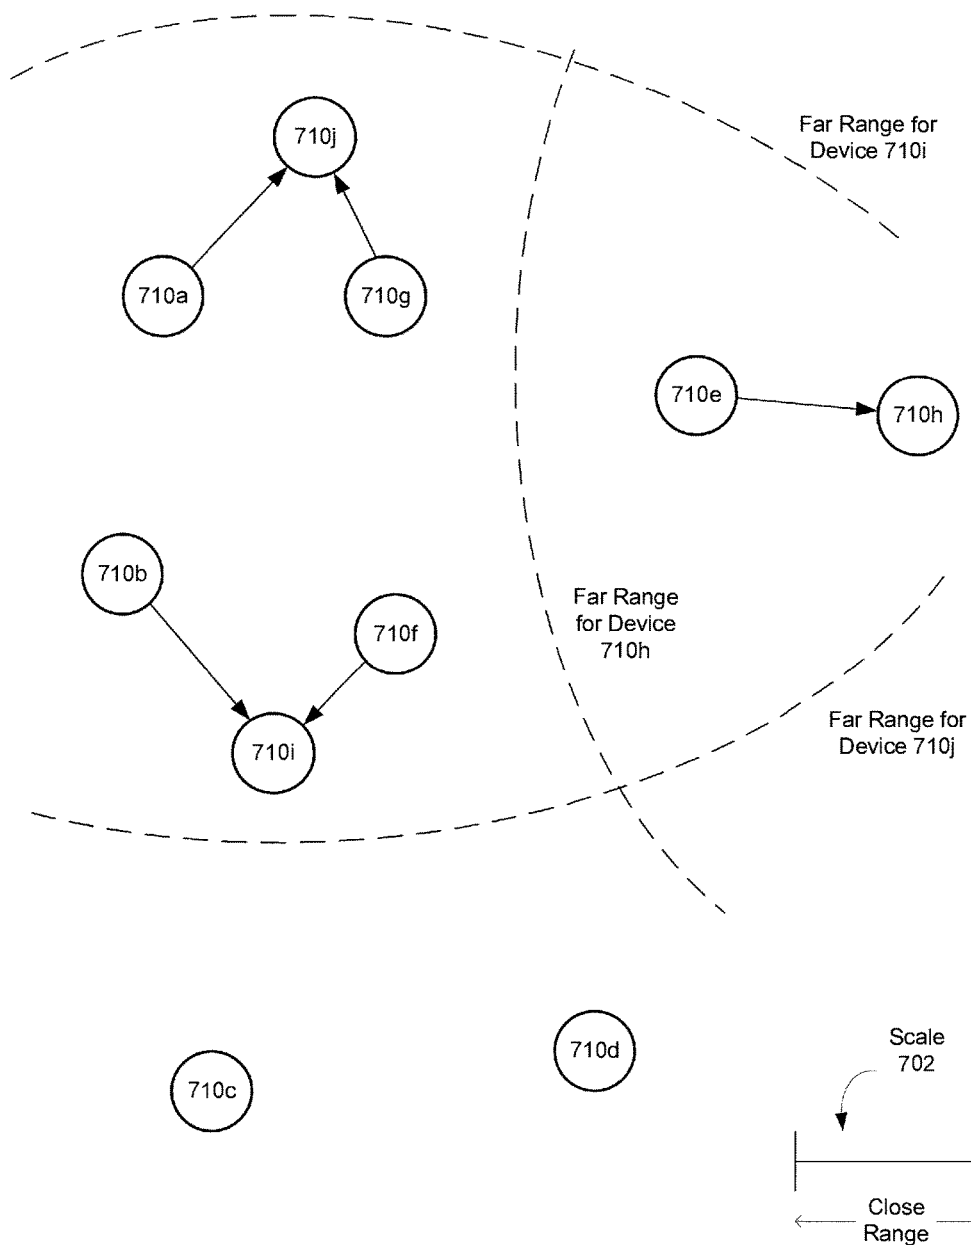 710j
Far Range for
Device 710i
710a
710g
710e
710h
710b
710f
Far Range
for Device
710h
710i
Far Range for
Device 710j
710d
710c
Scale
702
Close
Range